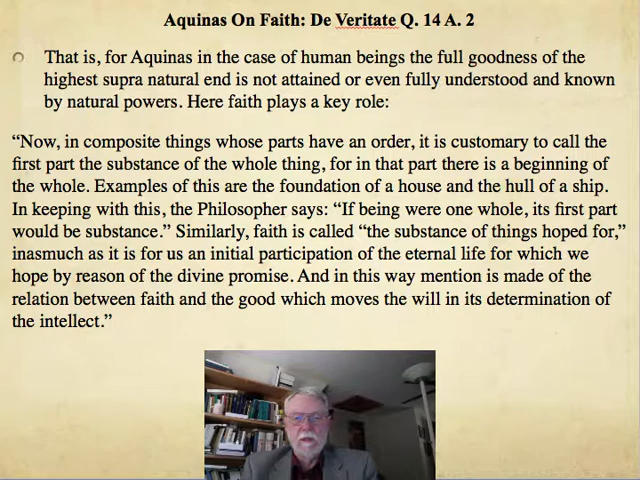 Aquinas On Faith: De Veritate Q. 14 A. 2
That is, for Aquinas in the case of human beings the full goodness of the
highest supra natural end is not attained or even fully understood and known
by natural powers. Here faith plays a key role:
“Now, in composite things whose parts have an order, it is customary to call the
first part the substance of the whole thing, for in that part there is a beginning of
the whole. Examples of this are the foundation of a house and the hull of a ship.
In keeping with this, the Philosopher says: “If being were one whole, its first part
would be substance.” Similarly, faith is called “the substance of things hoped for,”
inasmuch as it is for us an initial participation of the eternal life for which we
hope by reason of the divine promise. And in this way mention is made of the
relation between faith and the good which moves the will in its determination of
the intellect.”